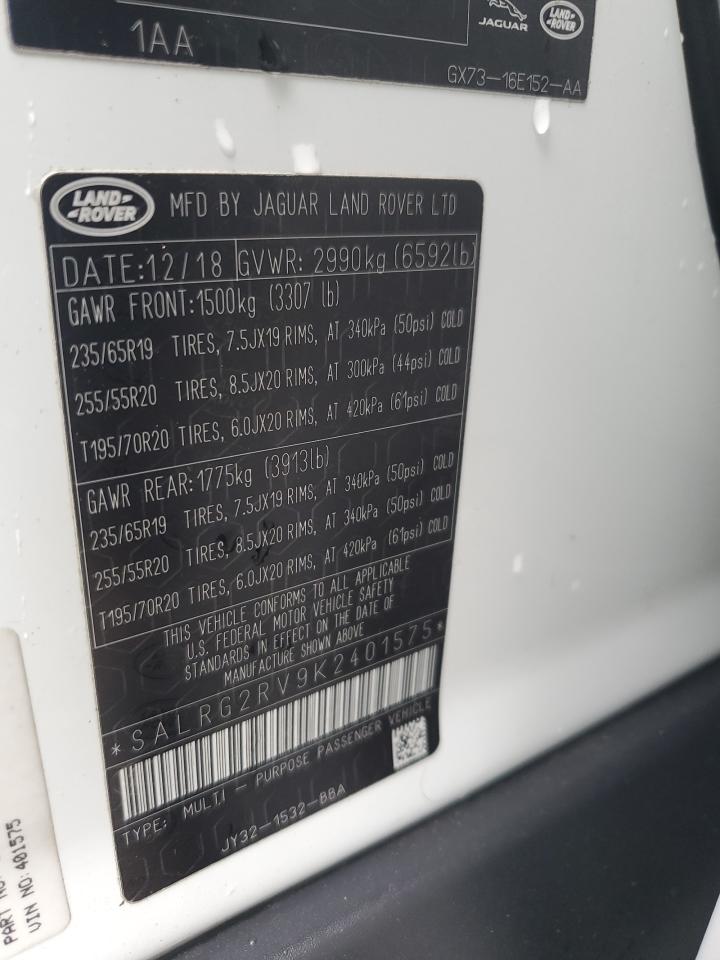 1AA
JAGUAR
LAND ROVER
GX73-16E152-AA
LAND ROVER
MFD BY JAGUAR LAND ROVER LTD
DATE:12/18 GVWR: 2990kg (6592lb)
GAWR FRONT:1500kg (3307 lb)
235/65R19 TIRES, 7.5JX19 RIMS, AT 340kPa (50psi) COLD
255/55R20 TIRES, 8.5JX20 RIMS, AT 300kPa (44psi) COLD
T195/70R20 TIRES, 6.0JX20 RIMS, AT 420kPa (61psi) COLD
GAWR REAR:1775kg (3913lb)
235/65R19 TIRES, 7.5JX19 RIMS, AT 340kPa (50psi) COLD
255/55R20 TIRES, 8.5JX20 RIMS, AT 340kPa (50psi) COLD
T195/70R20 TIRES, 6.0JX20 RIMS, AT 420kPa (61psi) COLD
THIS VEHICLE CONFORMS TO ALL APPLICABLE
U.S. FEDERAL MOTOR VEHICLE SAFETY
STANDARDS IN EFFECT ON THE DATE OF
MANUFACTURE SHOWN ABOVE
*SALRG2RV9K2401575*
TYPE: MULTI - PURPOSE PASSENGER VEHICLE
JY32-1532-BBA
PART NO:
VIN NO: 401575